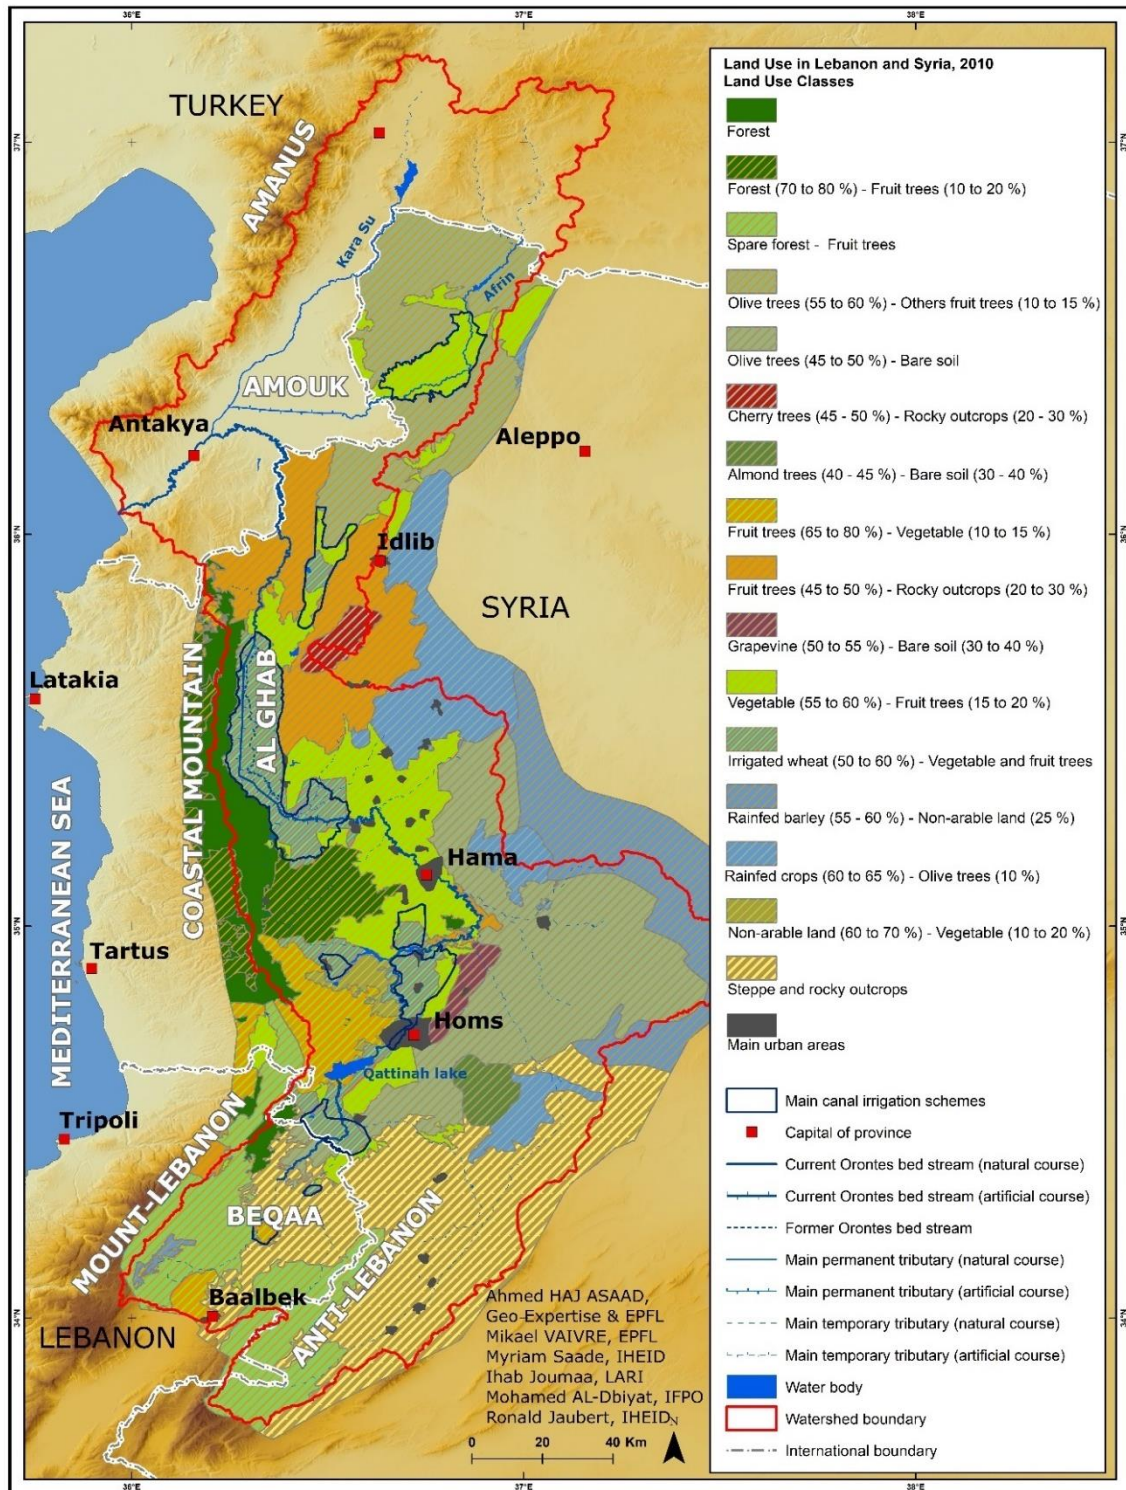 36°E
37°E
38°E
37°N
37°N
36°N
36°N
35°N
35°N
34°N
34°N
36°E
37°E
38°E
TURKEY
AMANUS
Kara Su
Afrin
AMOUK
Antakya
Aleppo
Idlib
SYRIA
Latakia
COASTAL MOUNTAIN
AL GHAB
MEDITERRANEAN SEA
Hama
Tartus
Homs
Qattinah lake
Tripoli
MOUNT-LEBANON
BEQAA
ANTI-LEBANON
Baalbek
LEBANON
Ahmed HAJ ASAAD,
Geo-Expertise & EPFL
Mikael VAIVRE, EPFL
Myriam Saade, IHEID
Ihab Joumaa, LARI
Mohamed AL-Dbiyat, IFPO
Ronald Jaubert, IHEID
N
0 20 40 Km
Land Use in Lebanon and Syria, 2010
Land Use Classes
Forest
Forest (70 to 80 %) - Fruit trees (10 to 20 %)
Spare forest - Fruit trees
Olive trees (55 to 60 %) - Others fruit trees (10 to 15 %)
Olive trees (45 to 50 %) - Bare soil
Cherry trees (45 - 50 %) - Rocky outcrops (20 - 30 %)
Almond trees (40 - 45 %) - Bare soil (30 - 40 %)
Fruit trees (65 to 80 %) - Vegetable (10 to 15 %)
Fruit trees (45 to 50 %) - Rocky outcrops (20 to 30 %)
Grapevine (50 to 55 %) - Bare soil (30 to 40 %)
Vegetable (55 to 60 %) - Fruit trees (15 to 20 %)
Irrigated wheat (50 to 60 %) - Vegetable and fruit trees
Rainfed barley (55 - 60 %) - Non-arable land (25 %)
Rainfed crops (60 to 65 %) - Olive trees (10 %)
Non-arable land (60 to 70 %) - Vegetable (10 to 20 %)
Steppe and rocky outcrops
Main urban areas
Main canal irrigation schemes
Capital of province
Current Orontes bed stream (natural course)
Current Orontes bed stream (artificial course)
Former Orontes bed stream
Main permanent tributary (natural course)
Main permanent tributary (artificial course)
Main temporary tributary (natural course)
Main temporary tributary (artificial course)
Water body
Watershed boundary
International boundary